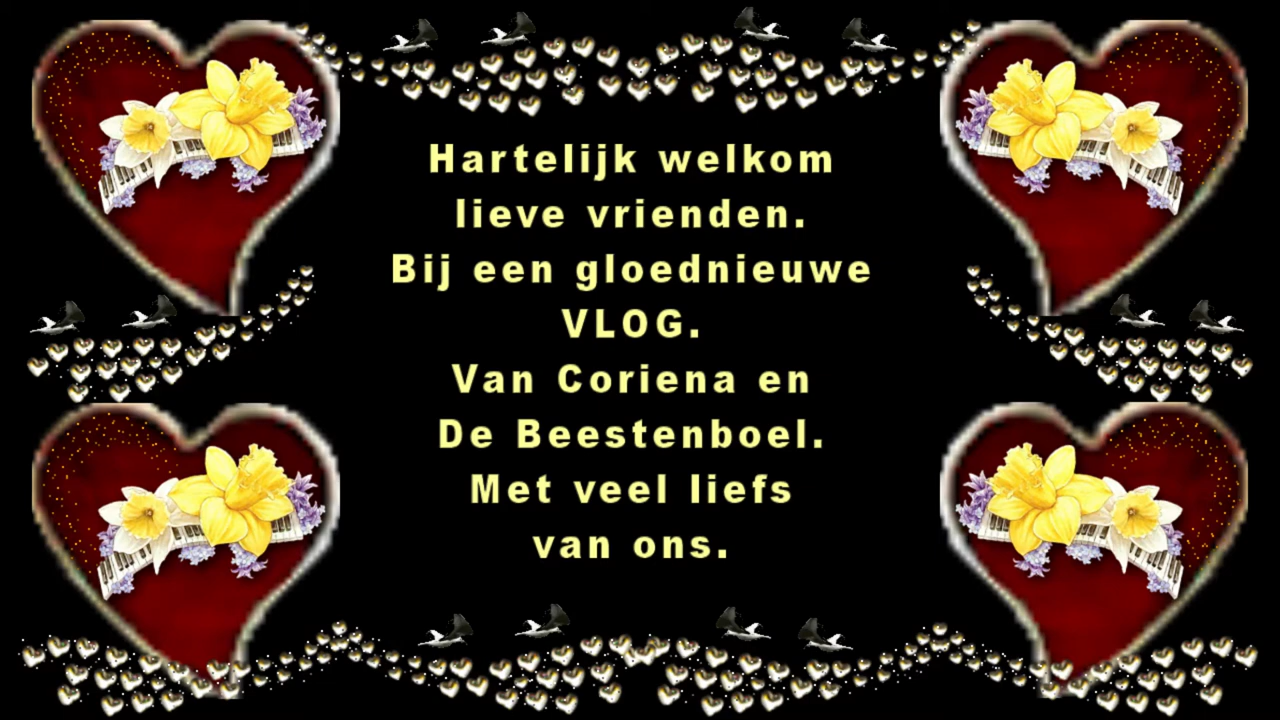 Hartelijk welkom
lieve vrienden.
Bij een gloednieuwe
VLOG.
Van Coriena en
De Beestenboel.
Met veel liefs
van ons.